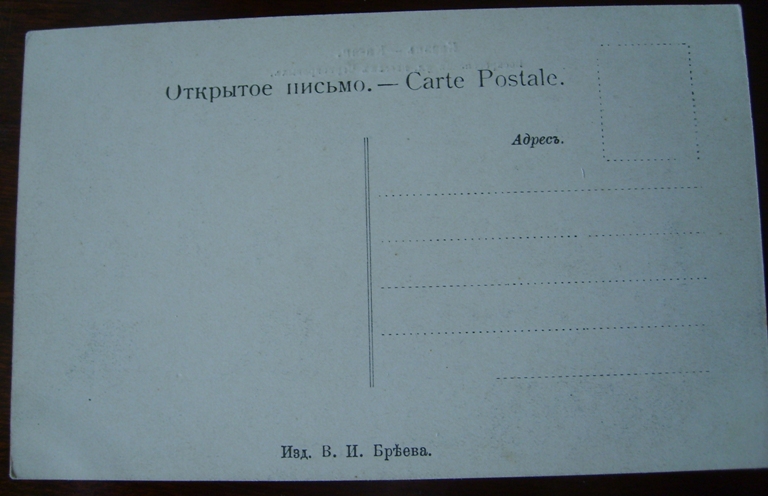 Открытое письмо. — Carte Postale.
Адресъ.
Изд. В. И. Брѣева.